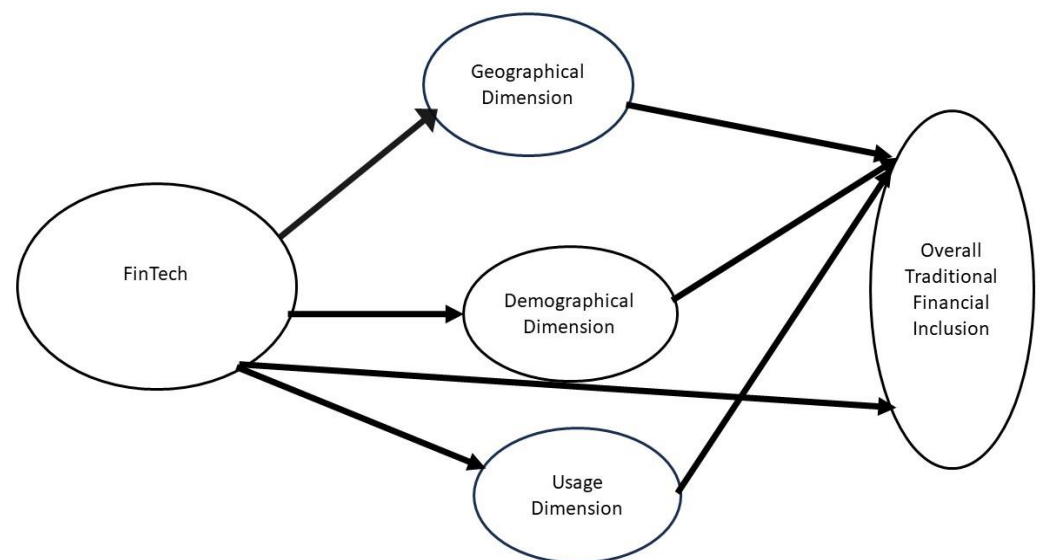 Geographical
Dimension
FinTech
Demographical
Dimension
Overall
Traditional
Financial
Inclusion
Usage
Dimension